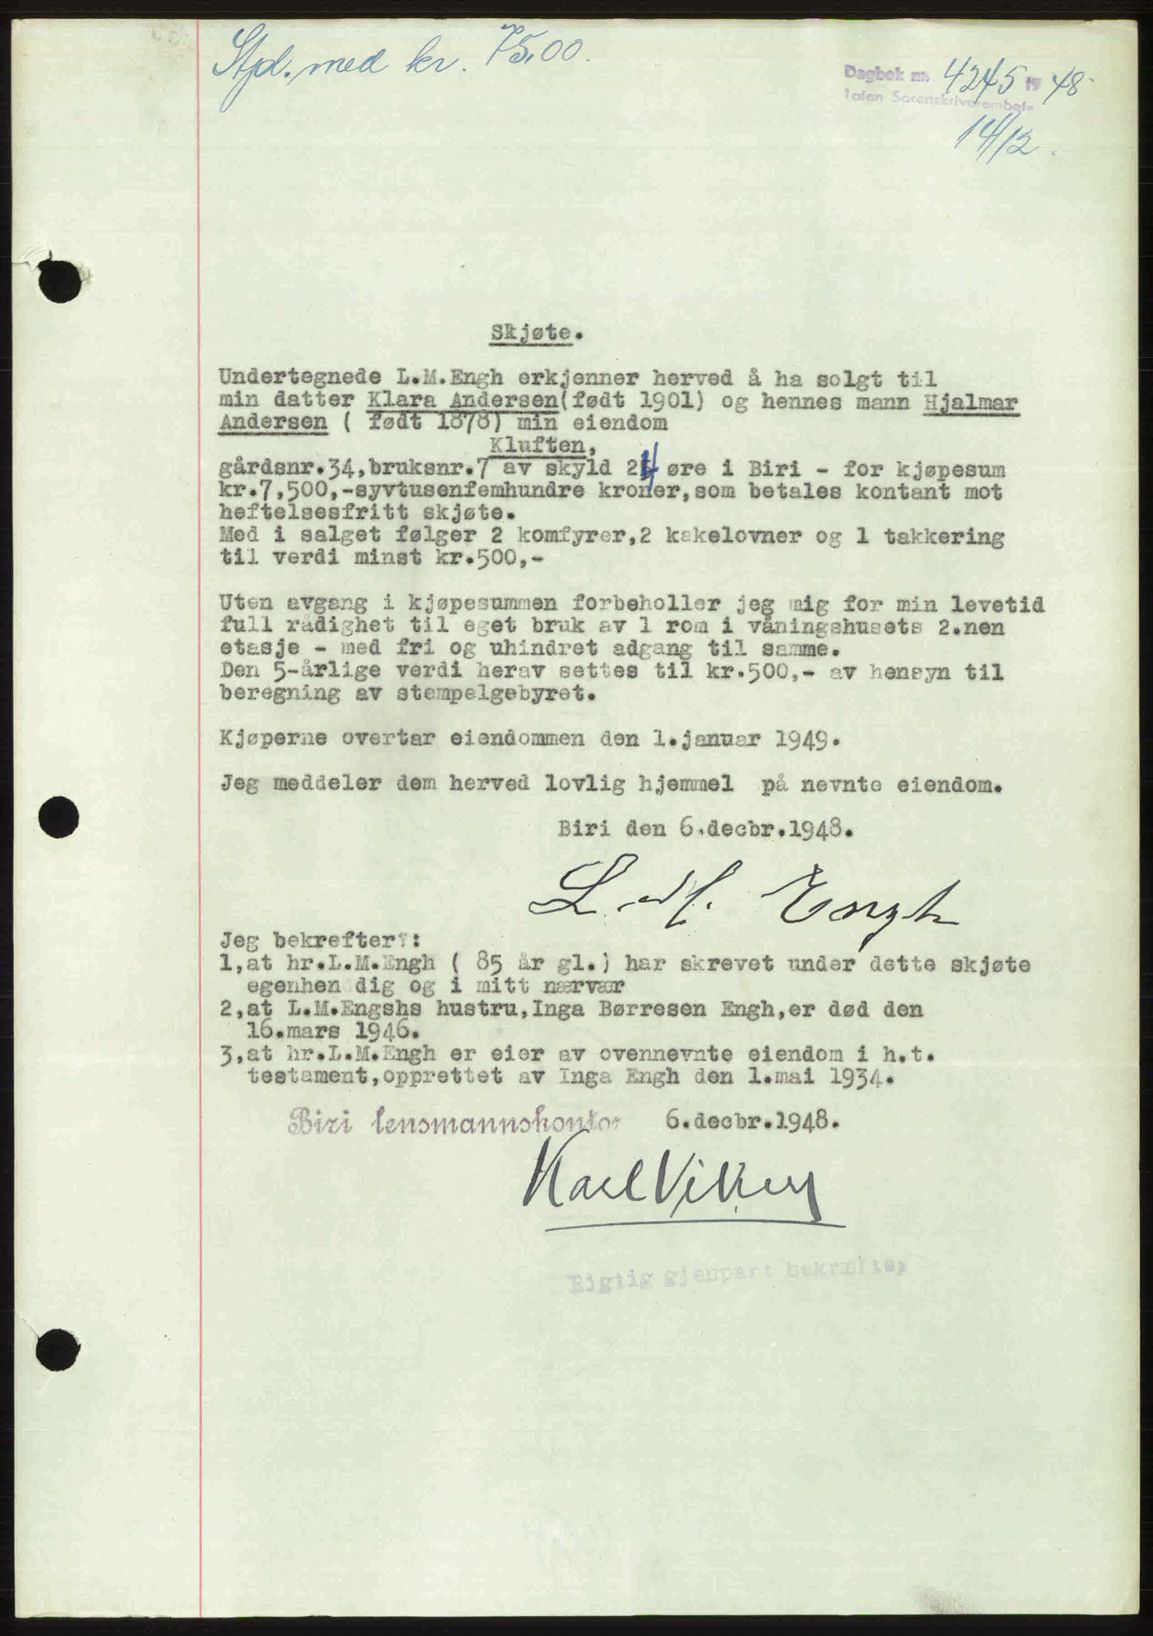 Stpl. med kr. 75.00.
Dagbok nr. 4245 19 48
Toten Sorenskriverembete
14/12.
Skjøte.
Undertegnede L.M.Engh erkjenner herved å ha solgt til
min datter Klara Andersen(født 1901) og hennes mann Hjalmar
Andersen ( født 1878) min eiendom
Kluften,
gårdsnr.34,bruksnr.7 av skyld 24 øre i Biri - for kjøpesum
kr.7,500,-syvtusenfemhundre kroner,som betales kontant mot
heftelsesfritt skjøte.
Med i salget følger 2 komfyrer,2 kakelovner og 1 takkering
til verdi minst kr.500,-
Uten avgang i kjøpesummen forbeholler jeg mig for min levetid
full rådighet til eget bruk av 1 rom i våningshusets 2.nen
etasje - med fri og uhindret adgang til samme.
Den 5-årlige verdi herav settes til kr.500,- av hensyn til
beregning av stempelgebyret.
Kjøperne overtar eiendommen den 1.januar 1949.
Jeg meddeler dem herved lovlig hjemmel på nevnte eiendom.
Biri den 6.decbr.1948.
L. M. Engh
Jeg bekrefter:
1,at hr.L.M.Engh ( 85 år gl.) har skrevet under dette skjøte
egenhen dig og i mitt nærvær
2,at L.M.Engshs hustru,Inga Børresen Engh,er død den
16.mars 1946.
3,at hr.L.M.Engh er eier av ovennevnte eiendom i h.t.
testament,opprettet av Inga Engh den 1.mai 1934.
Biri lensmannskontor 6.decbr.1948.
Karl Viken
Rigtig gjenpart bekræftes